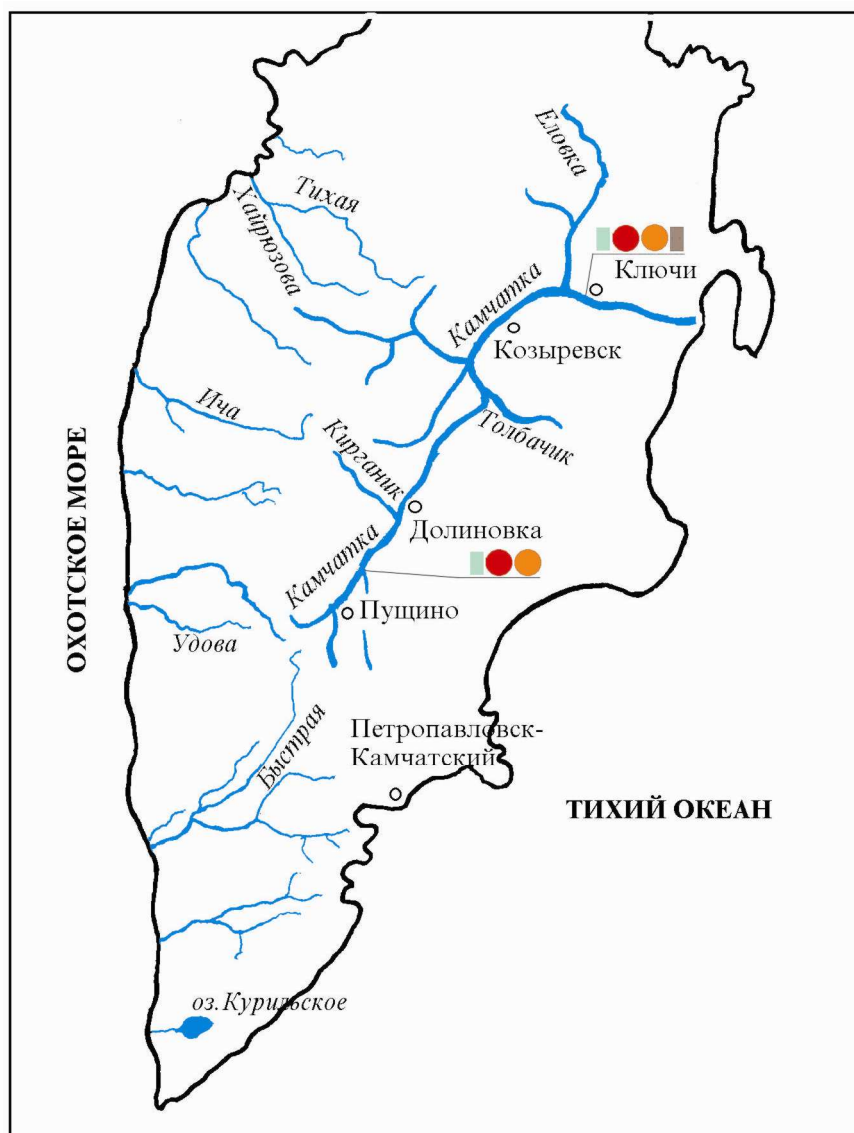 Еловка
Тихая
Хайрюзова
Ключи
Камчатка
Козыревск
Ича
Толбачик
Кирганик
ОХОТСКОЕ МОРЕ
Долиновка
Камчатка
Пущино
Удова
Петропавловск-
Камчатский
Быстрая
ТИХИЙ ОКЕАН
оз.Курильское